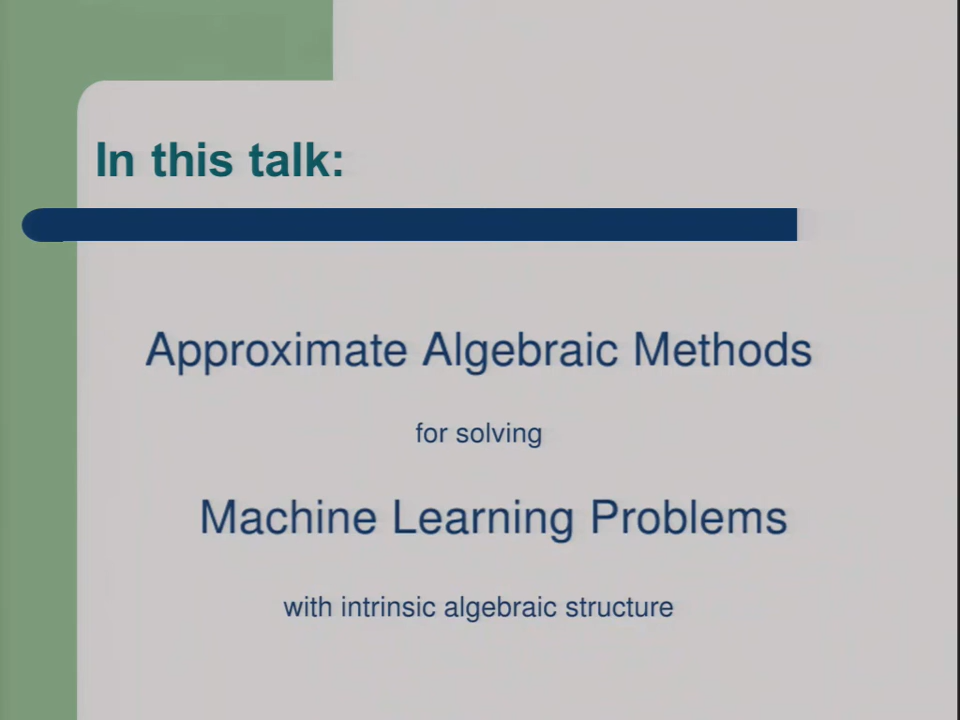 In this talk:
Approximate Algebraic Methods
for solving
Machine Learning Problems
with intrinsic algebraic structure